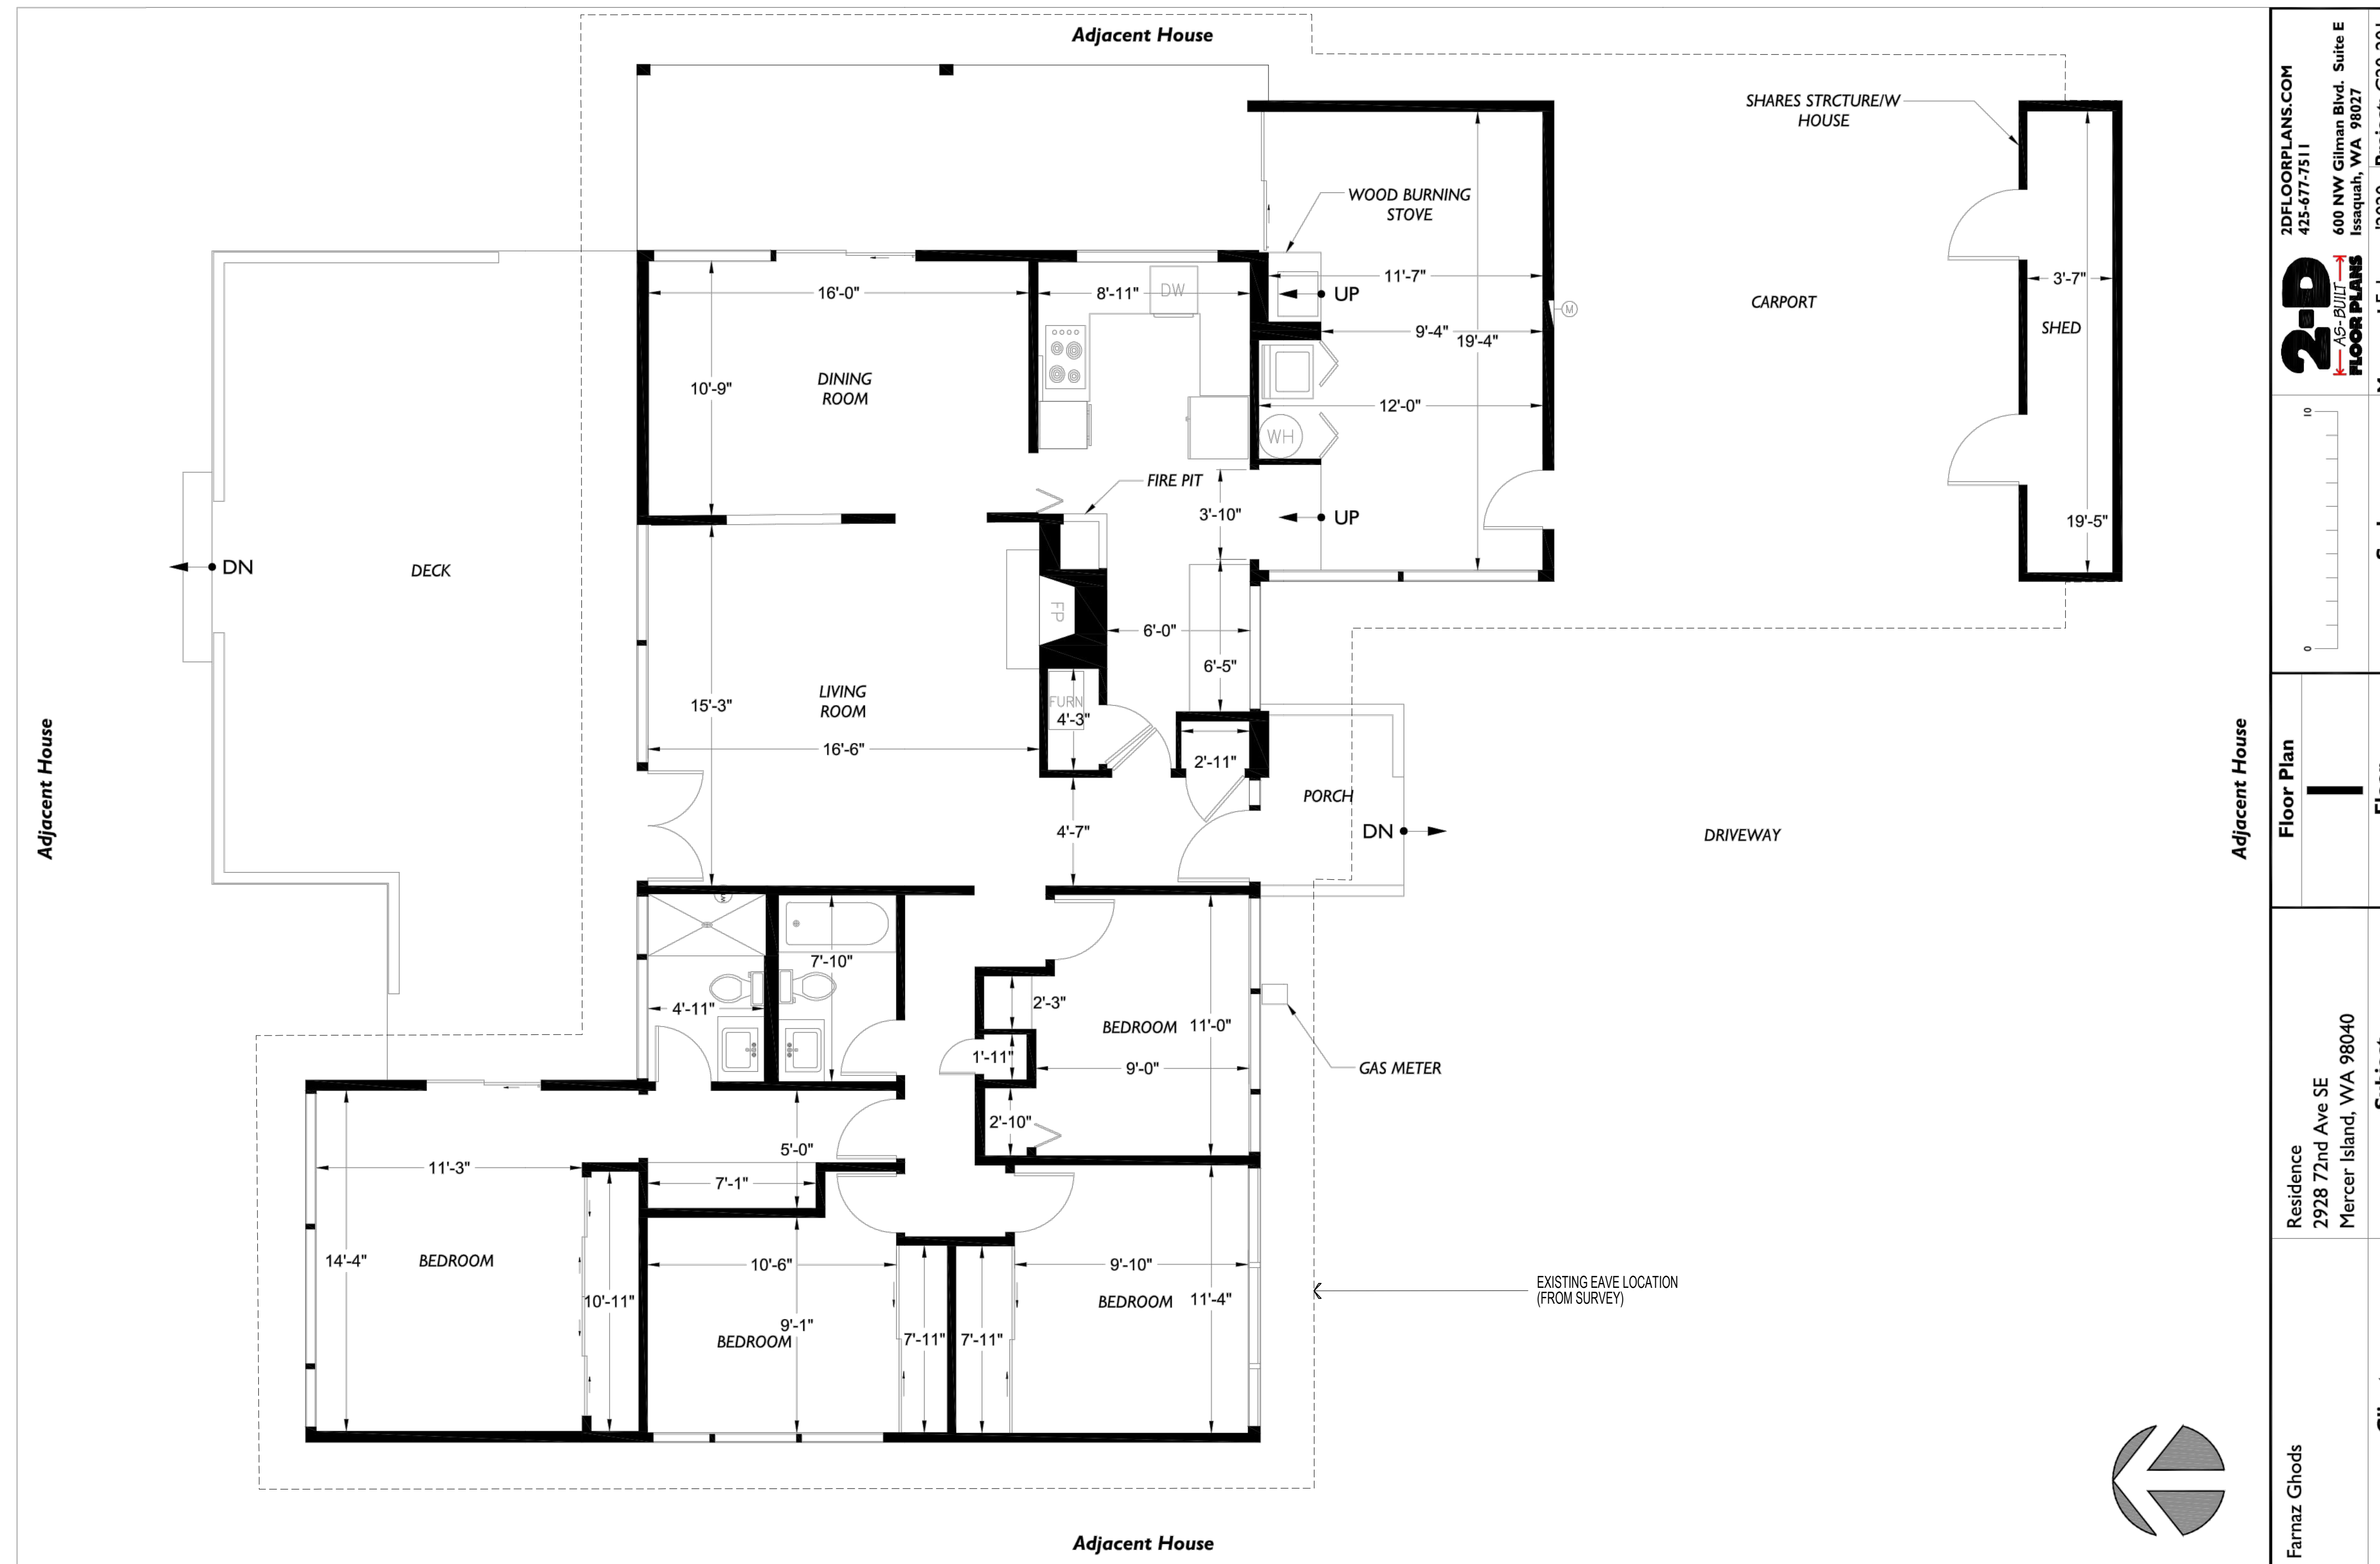 Adjacent House
SHARES STRCTURE/W
HOUSE
WOOD BURNING
STOVE
11'-7"
UP
16'-0"
8'-11"
DW
9'-4"
19'-4"
M
CARPORT
3'-7"
SHED
10'-9"
DINING
ROOM
12'-0"
WH
FIRE PIT
3'-10"
UP
19'-5"
DN
DECK
FP
6'-0"
6'-5"
15'-3"
LIVING
ROOM
FURN
4'-3"
16'-6"
2'-11"
PORCH
4'-7"
DN
DRIVEWAY
Adjacent House
Adjacent House
7'-10"
4'-11"
2'-3"
BEDROOM
11'-0"
1'-11"
9'-0"
GAS METER
2'-10"
5'-0"
11'-3"
7'-1"
14'-4"
BEDROOM
10'-6"
9'-10"
10'-11"
BEDROOM
11'-4"
9'-1"
BEDROOM
7'-11"
7'-11"
EXISTING EAVE LOCATION
(FROM SURVEY)
Adjacent House
2DFLOORPLANS.COM
425-677-7511
600 NW Gilman Blvd. Suite E
Issaquah, WA 98027
2-D
AS-BUILT
FLOOR PLANS
10
0
Floor Plan
1
Residence
2928 72nd Ave SE
Mercer Island, WA 98040
Farnaz Ghods